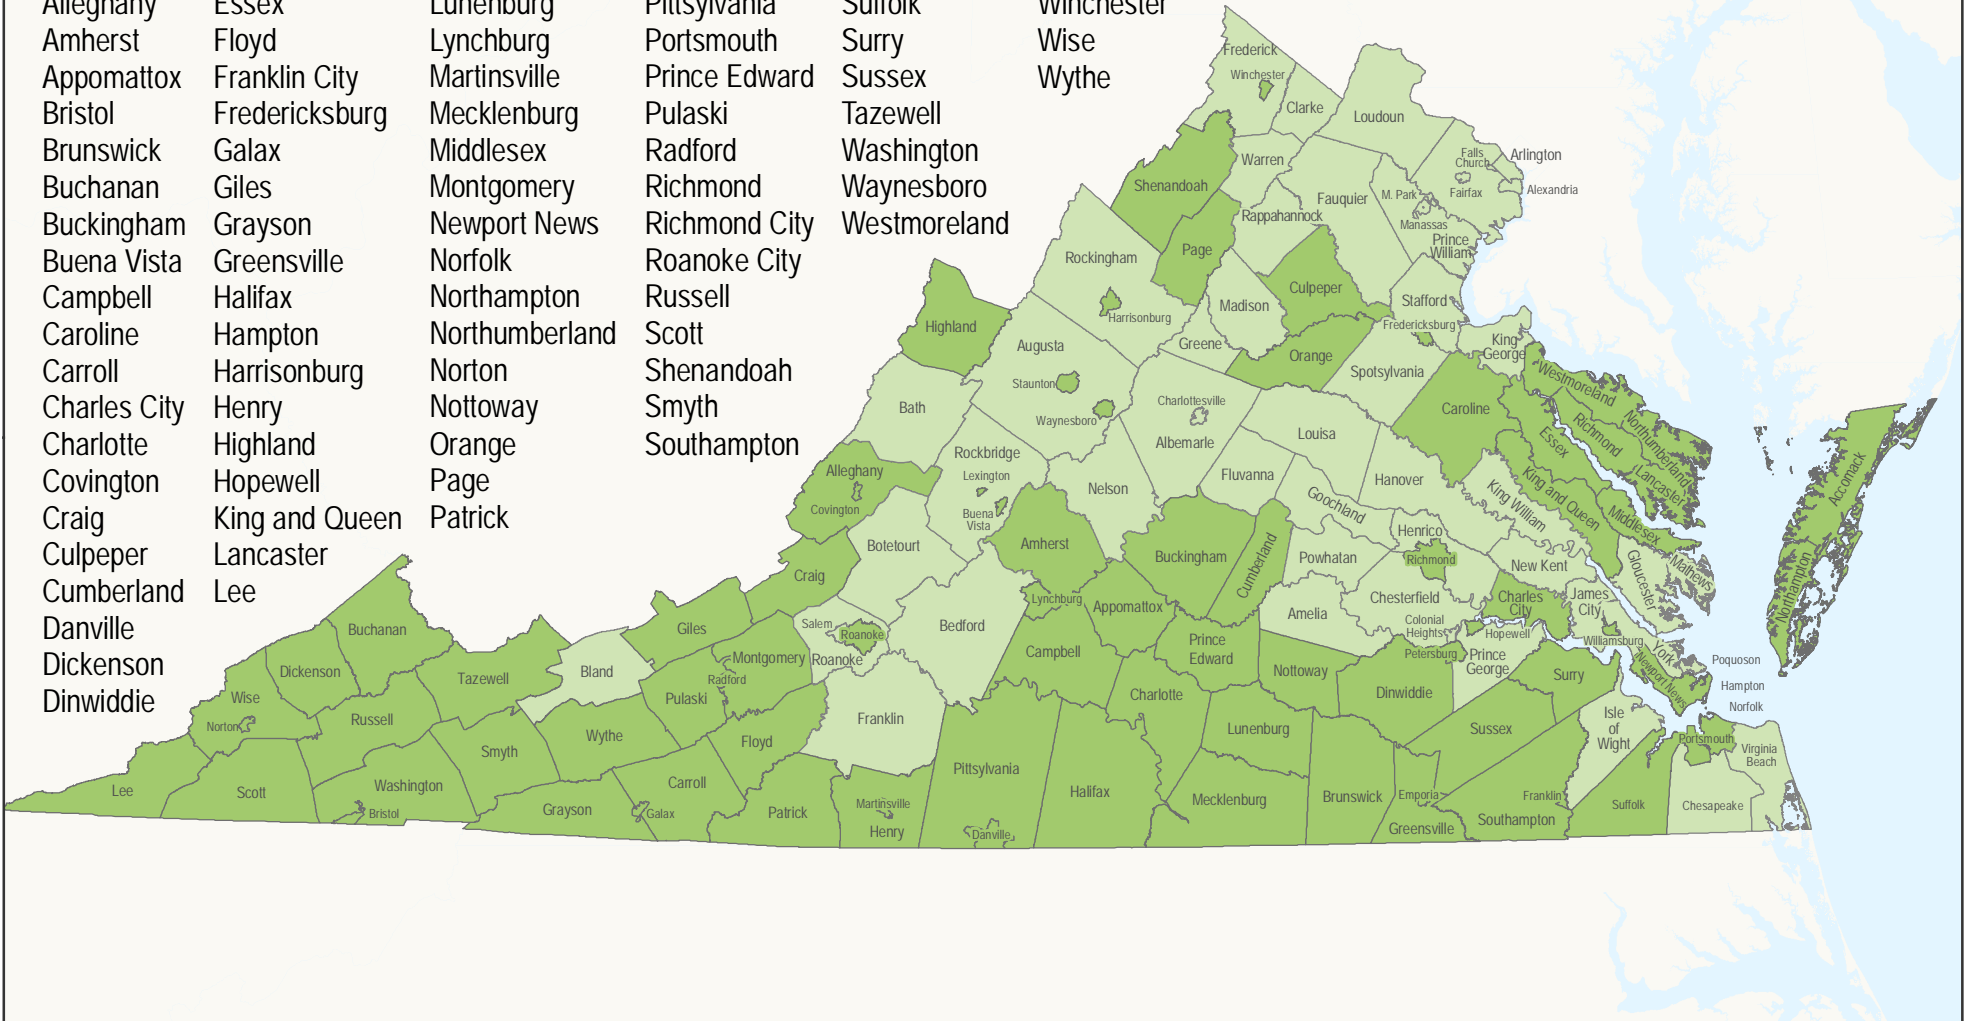 Alleghany
Amherst
Appomattox
Bristol
Brunswick
Buchanan
Buckingham
Buena Vista
Campbell
Caroline
Carroll
Charles City
Charlotte
Covington
Craig
Culpeper
Cumberland
Danville
Dickenson
Dinwiddie
Essex
Floyd
Franklin City
Fredericksburg
Galax
Giles
Grayson
Greensville
Halifax
Hampton
Harrisonburg
Henry
Highland
Hopewell
King and Queen
Lancaster
Lee
Lunenburg
Lynchburg
Martinsville
Mecklenburg
Middlesex
Montgomery
Newport News
Norfolk
Northampton
Northumberland
Norton
Nottoway
Orange
Page
Patrick
Pittsylvania
Portsmouth
Prince Edward
Pulaski
Radford
Richmond
Richmond City
Roanoke City
Russell
Scott
Shenandoah
Smyth
Southampton
Suffolk
Surry
Sussex
Tazewell
Washington
Waynesboro
Westmoreland
Winchester
Wise
Wythe
Frederick
Winchester
Clarke
Loudoun
Warren
Falls
Church
Arlington
Fairfax
Alexandria
Shenandoah
Fauquier
M. Park
Manassas
Prince
William
Rappahannock
Page
Rockingham
Harrisonburg
Culpeper
Madison
Stafford
Fredericksburg
Highland
Augusta
Greene
Orange
King
George
Spotsylvania
Staunton
Waynesboro
Charlottesville
Albemarle
Bath
Caroline
Westmoreland
Richmond
Northumberland
Essex
Lancaster
Louisa
Rockbridge
Lexington
Buena
Vista
Alleghany
Covington
Nelson
Fluvanna
Goochland
Hanover
King William
King and Queen
Middlesex
Accomack
Northampton
Botetourt
Amherst
Buckingham
Cumberland
Powhatan
Henrico
Richmond
New Kent
Gloucester
Mathews
Craig
Lynchburg
Appomattox
Amelia
Chesterfield
Charles
City
James
City
Colonial
Heights
Hopewell
Williamsburg
York
Poquoson
Hampton
Norfolk
Newport News
Buchanan
Giles
Salem
Roanoke
Roanoke
Bedford
Campbell
Prince
Edward
Nottoway
Petersburg
Prince
George
Dinwiddie
Surry
Dickenson
Tazewell
Bland
Montgomery
Radford
Pulaski
Charlotte
Wise
Norton
Russell
Smyth
Wythe
Floyd
Franklin
Lunenburg
Sussex
Isle
of
Wight
Portsmouth
Virginia
Beach
Lee
Scott
Washington
Bristol
Grayson
Carroll
Galax
Patrick
Martinsville
Henry
Pittsylvania
Danville
Halifax
Mecklenburg
Brunswick
Emporia
Greensville
Franklin
Southampton
Suffolk
Chesapeake